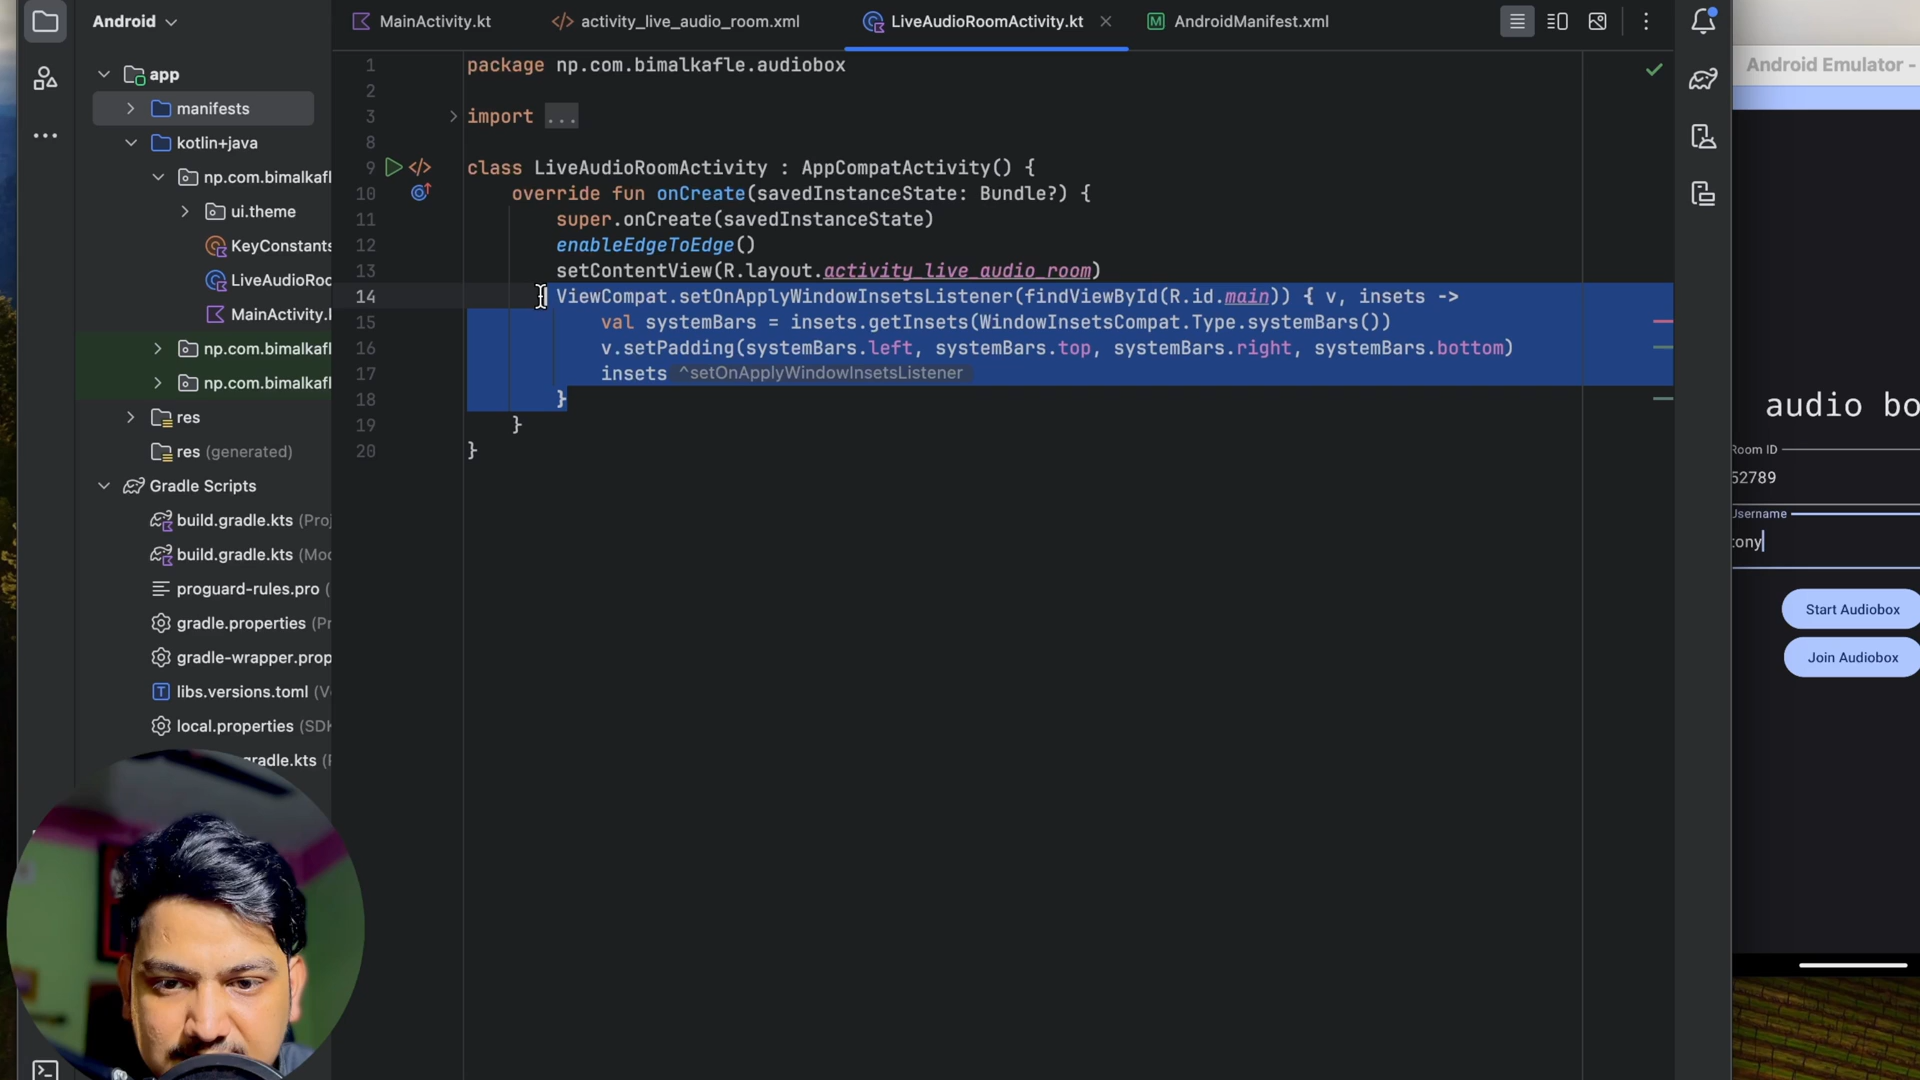 Android
MainActivity.kt
activity_live_audio_room.xml
LiveAudioRoomActivity.kt
AndroidManifest.xml
app
manifests
kotlin+java
np.com.bimalkafl
ui.theme
KeyConstants
LiveAudioRoo
MainActivity.
np.com.bimalkafl
np.com.bimalkafl
res
res (generated)
Gradle Scripts
build.gradle.kts (Proj
build.gradle.kts (Mod
proguard-rules.pro (
gradle.properties (Pr
gradle-wrapper.prop
libs.versions.toml (V
local.properties (SDK
gradle.kts
1 package np.com.bimalkafle.audiobox
2
3 import ...
8
9 class LiveAudioRoomActivity : AppCompatActivity() {
10 override fun onCreate(savedInstanceState: Bundle?) {
11 super.onCreate(savedInstanceState)
12 enableEdgeToEdge()
13 setContentView(R.layout.activity_live_audio_room)
14 ViewCompat.setOnApplyWindowInsetsListener(findViewById(R.id.main)) { v, insets ->
15 val systemBars = insets.getInsets(WindowInsetsCompat.Type.systemBars())
16 v.setPadding(systemBars.left, systemBars.top, systemBars.right, systemBars.bottom)
17 insets ^setOnApplyWindowInsetsListener
18 }
19 }
20 }
Android Emulator -
audio bo
Room ID
52789
Username
tony
Start Audiobox
Join Audiobox